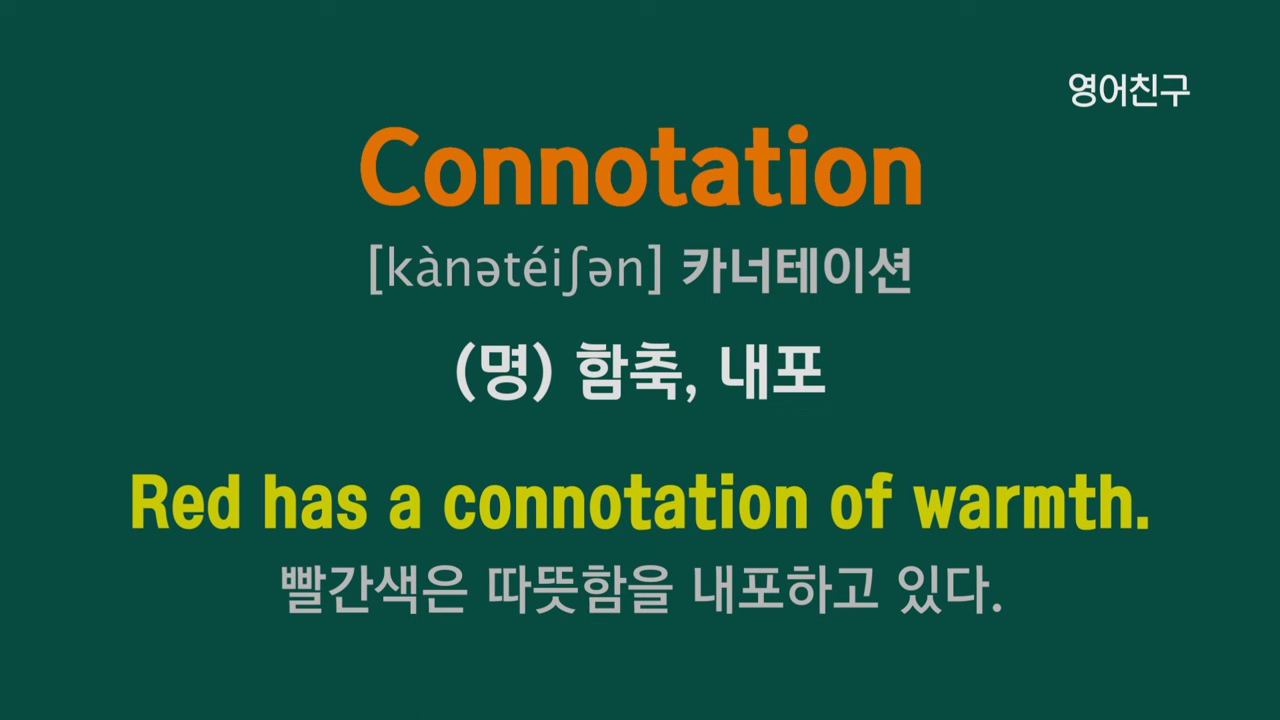 영어친구
Connotation
[kànətéiʃən] 카너테이션
(명) 함축, 내포
Red has a connotation of warmth.
빨간색은 따뜻함을 내포하고 있다.